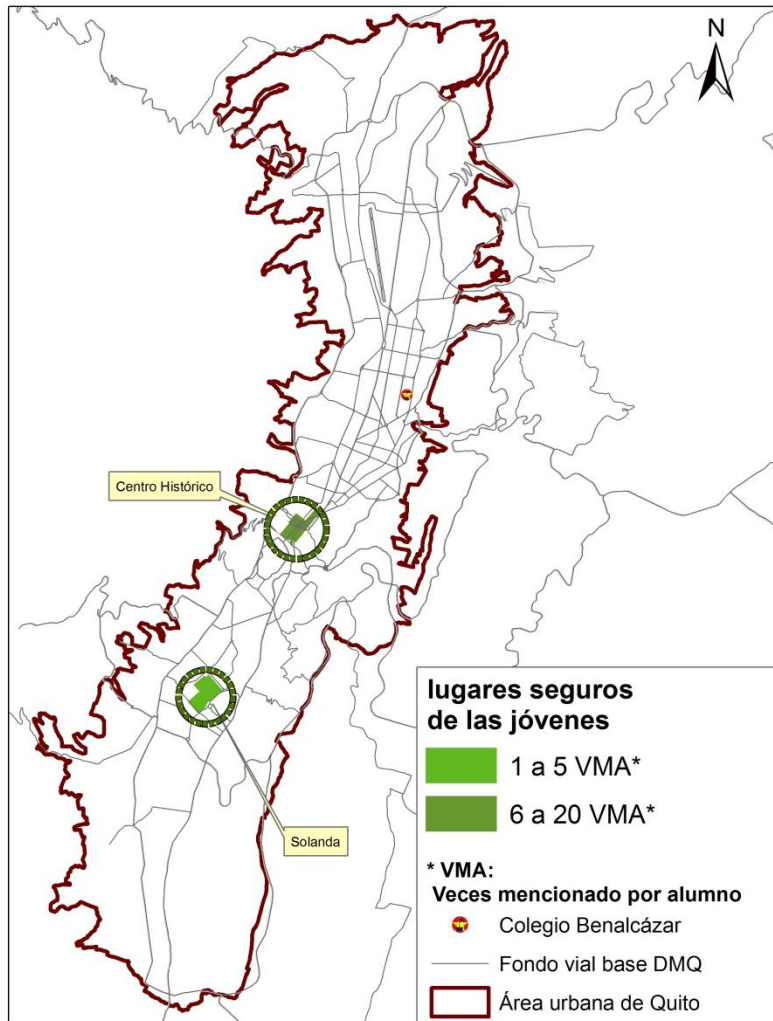 N
Centro Histórico
Solanda
lugares seguros
de las jóvenes
1 a 5 VMA*
6 a 20 VMA*
* VMA:
Veces mencionado por alumno
Colegio Benalcázar
Fondo vial base DMQ
Área urbana de Quito